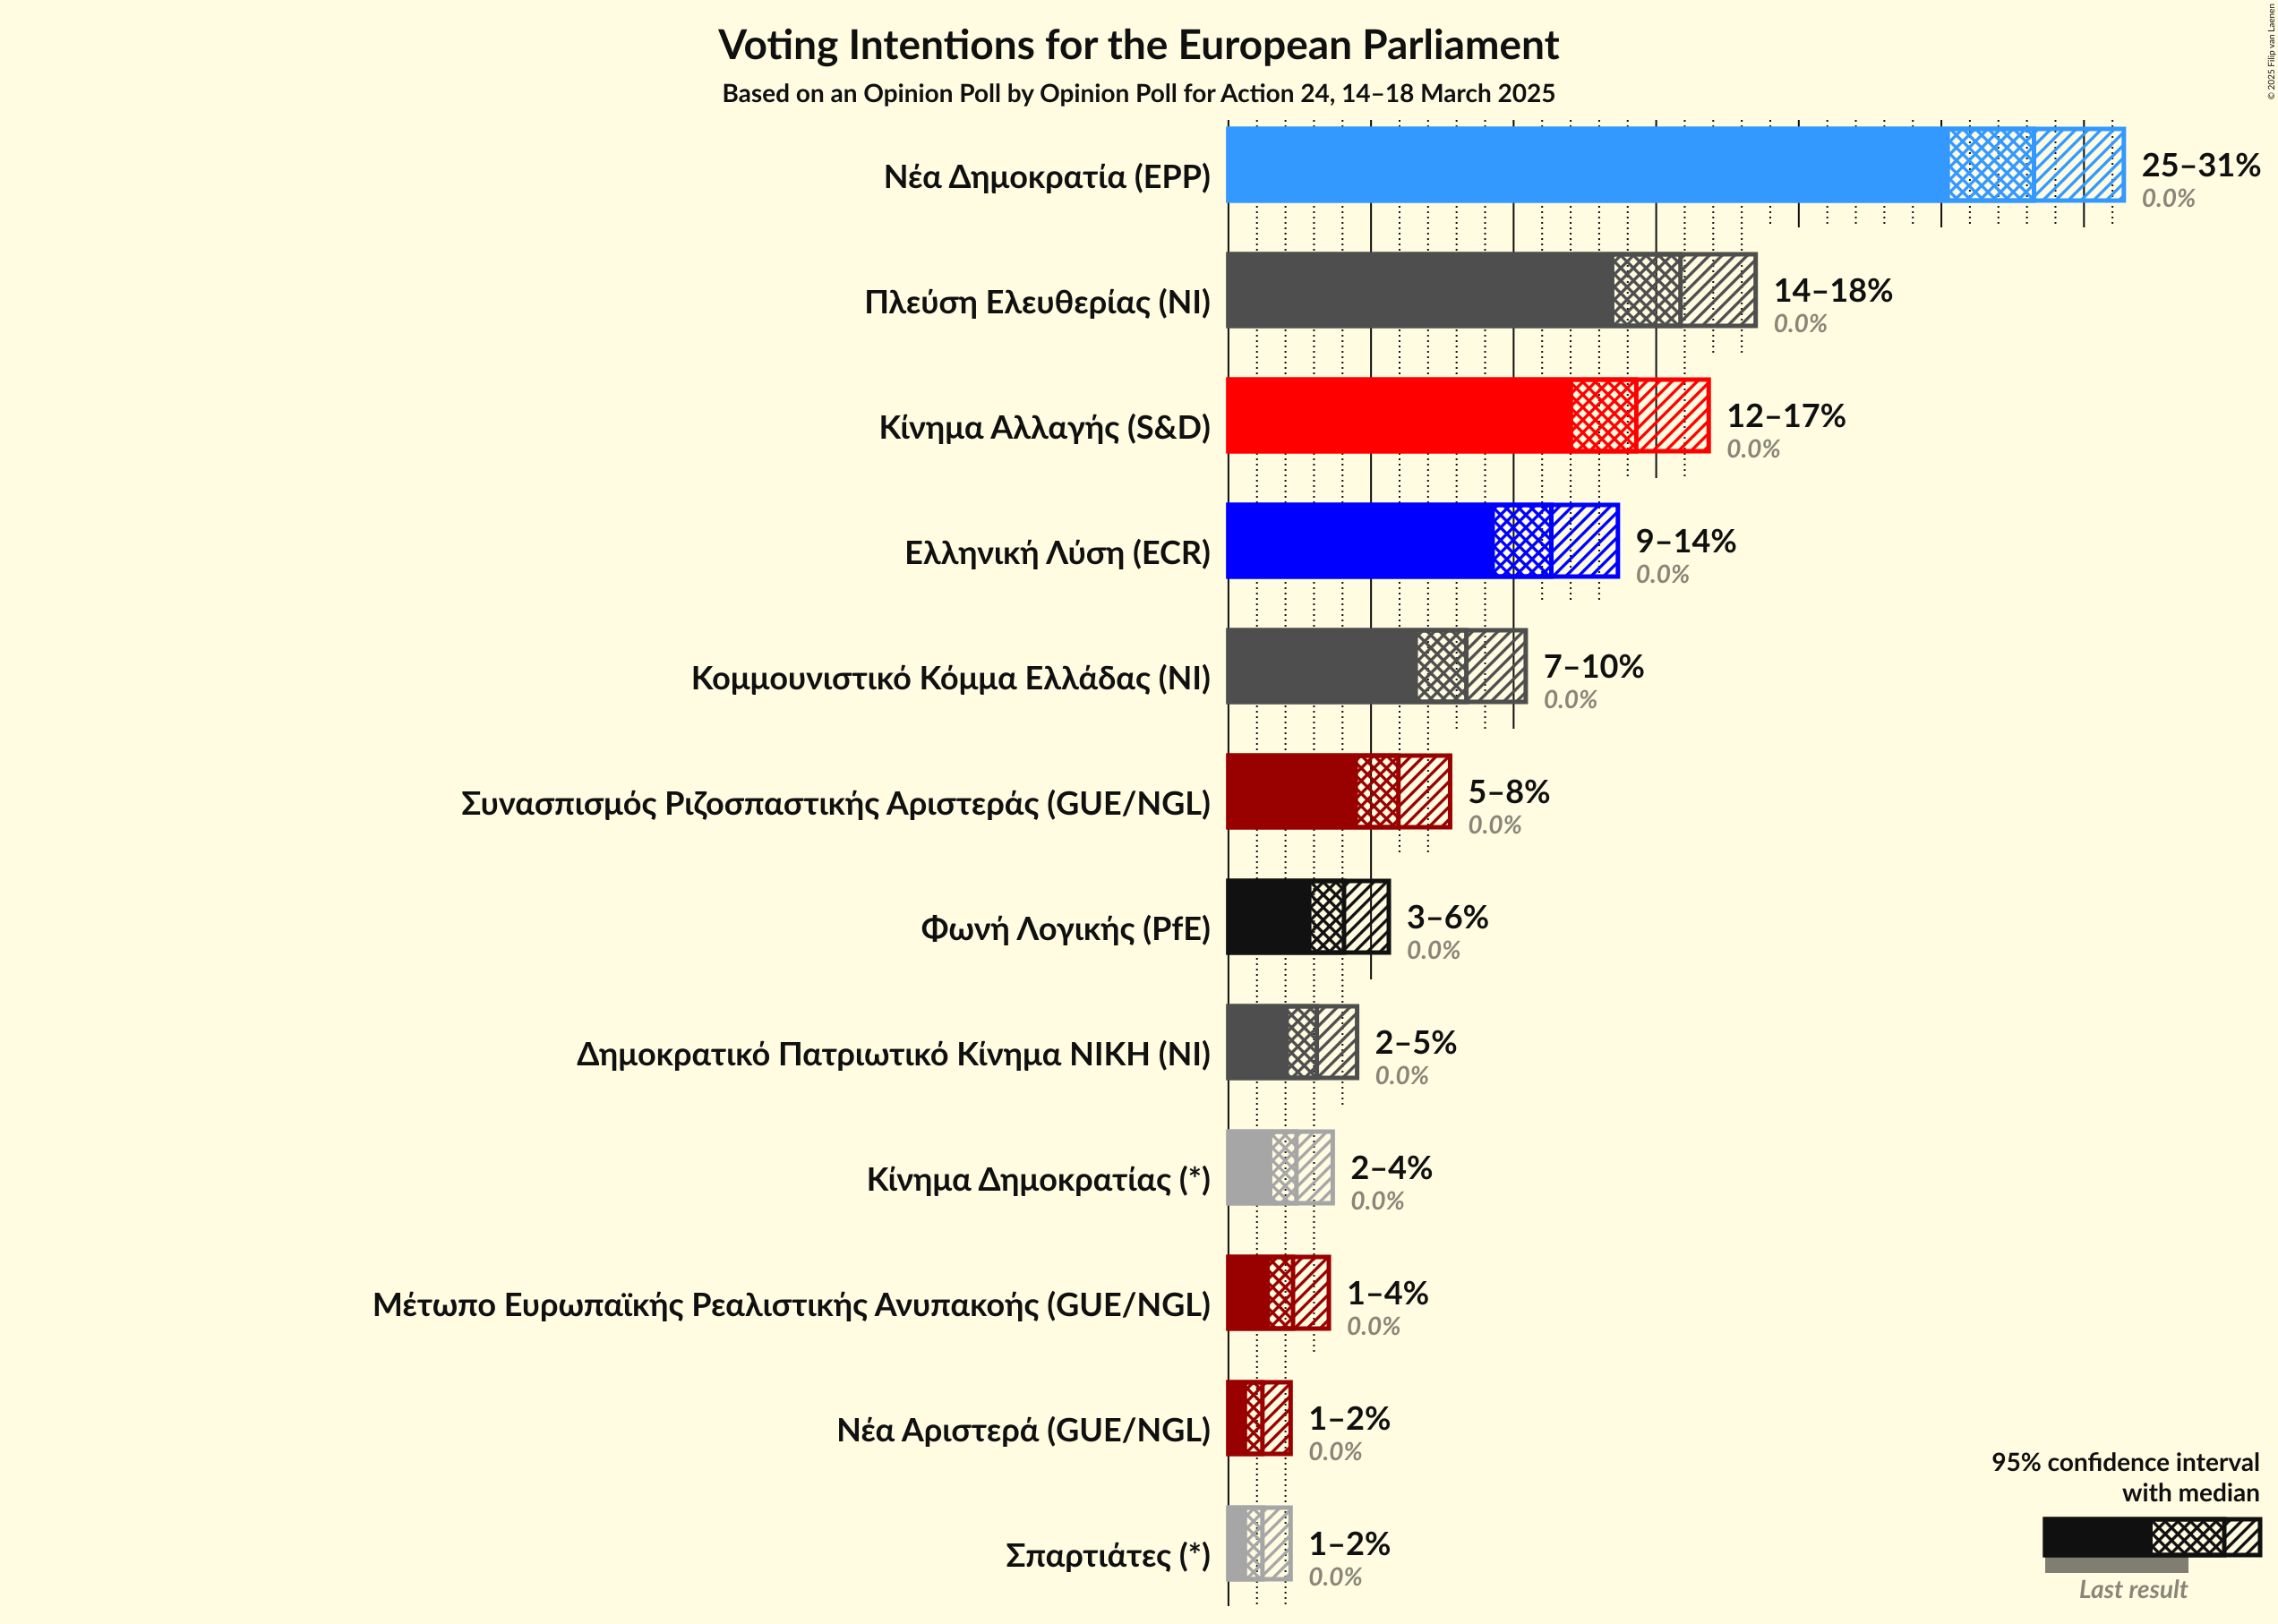 Voting Intentions for the European Parliament
Based on an Opinion Poll by Opinion Poll for Action 24, 14–18 March 2025
© 2025 Filip van Laenen
Νέα Δημοκρατία (EPP)
25–31%
0.0%
Πλεύση Ελευθερίας (NI)
14–18%
0.0%
Κίνημα Αλλαγής (S&D)
12–17%
0.0%
Ελληνική Λύση (ECR)
9–14%
0.0%
Κομμουνιστικό Κόμμα Ελλάδας (NI)
7–10%
0.0%
Συνασπισμός Ριζοσπαστικής Αριστεράς (GUE/NGL)
5–8%
0.0%
Φωνή Λογικής (PfE)
3–6%
0.0%
Δημοκρατικό Πατριωτικό Κίνημα ΝΙΚΗ (NI)
2–5%
0.0%
Κίνημα Δημοκρατίας (*)
2–4%
0.0%
Μέτωπο Ευρωπαϊκής Ρεαλιστικής Ανυπακοής (GUE/NGL)
1–4%
0.0%
Νέα Αριστερά (GUE/NGL)
1–2%
0.0%
Σπαρτιάτες (*)
1–2%
0.0%
95% confidence interval
with median
Last result